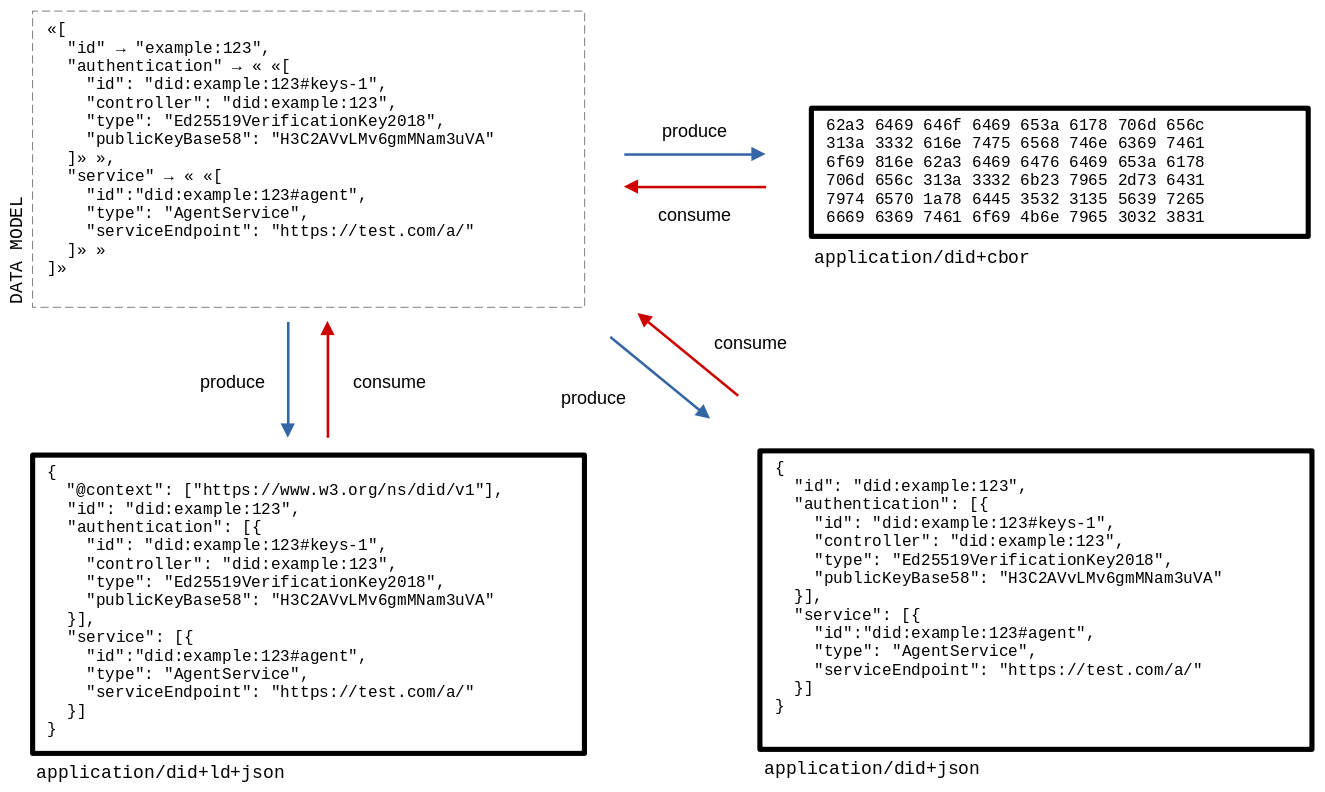 DATA MODEL
«[
  "id" → "example:123",
  "authentication" → « «[
    "id": "did:example:123#keys-1",
    "controller": "did:example:123",
    "type": "Ed25519VerificationKey2018",
    "publicKeyBase58": "H3C2AVvLMv6gmMNam3uVA"
  ]» »,
  "service" → « «[
    "id":"did:example:123#agent",
    "type": "AgentService",
    "serviceEndpoint": "https://test.com/a/"
  ]» »
]»
produce
consume
62a3 6469 646f 6469 653a 6178 706d 656c
313a 3332 616e 7475 6568 746e 6369 7461
6f69 816e 62a3 6469 6476 6469 653a 6178
706d 656c 313a 3332 6b23 7965 2d73 6431
7974 6570 1a78 6445 3532 3135 5639 7265
6669 6369 7461 6f69 4b6e 7965 3032 3831
application/did+cbor
produce
consume
consume
produce
{
  "@context": ["https://www.w3.org/ns/did/v1"],
  "id": "did:example:123",
  "authentication": [{
    "id": "did:example:123#keys-1",
    "controller": "did:example:123",
    "type": "Ed25519VerificationKey2018",
    "publicKeyBase58": "H3C2AVvLMv6gmMNam3uVA"
  }],
  "service": [{
    "id":"did:example:123#agent",
    "type": "AgentService",
    "serviceEndpoint": "https://test.com/a/"
  }]
}
application/did+ld+json
{
  "id": "did:example:123",
  "authentication": [{
    "id": "did:example:123#keys-1",
    "controller": "did:example:123",
    "type": "Ed25519VerificationKey2018",
    "publicKeyBase58": "H3C2AVvLMv6gmMNam3uVA"
  }],
  "service": [{
    "id":"did:example:123#agent",
    "type": "AgentService",
    "serviceEndpoint": "https://test.com/a/"
  }]
}
application/did+json